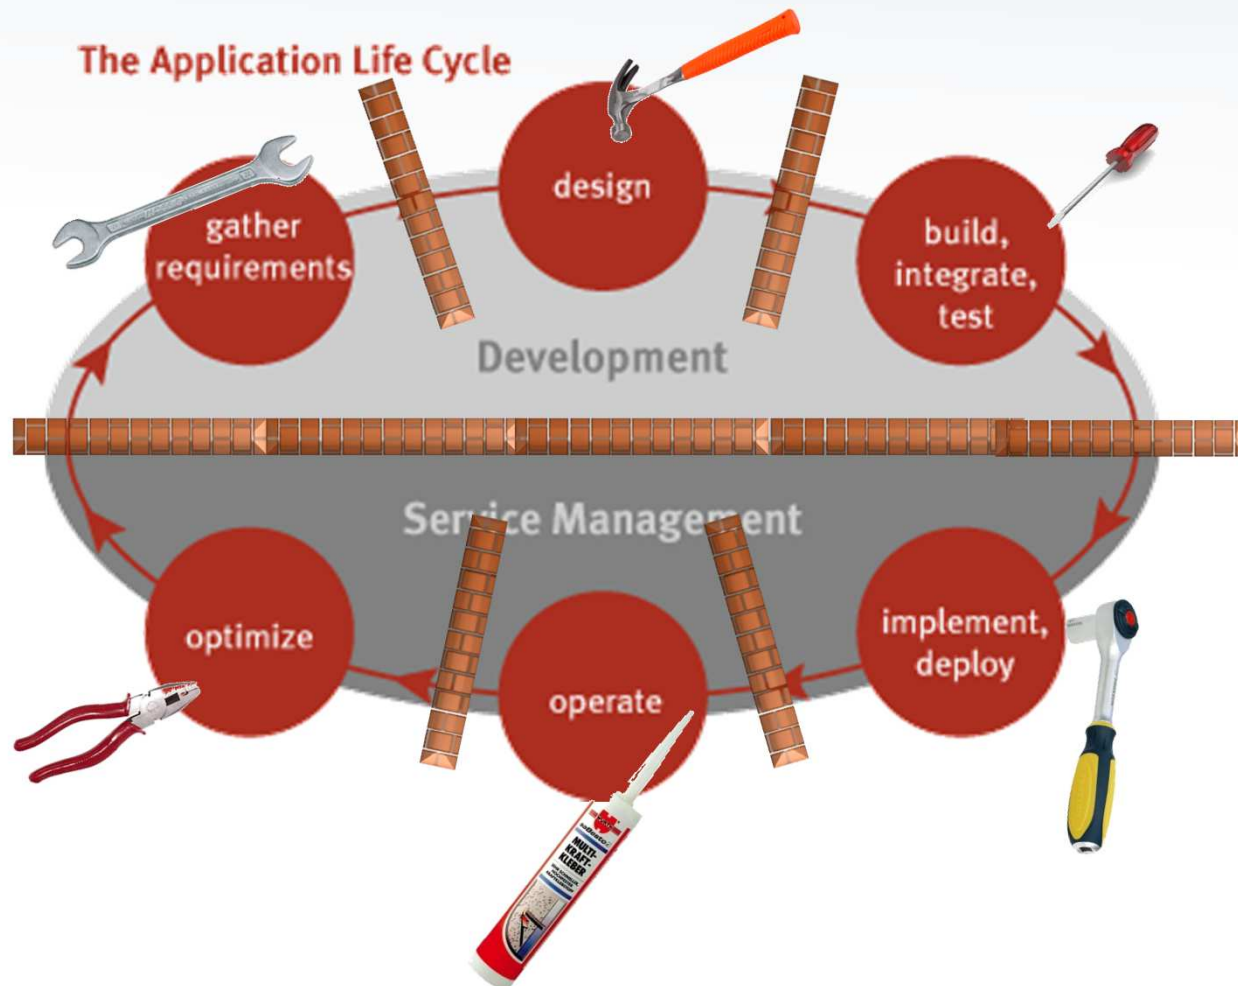 The Application Life Cycle
design
gather
requirements
build,
integrate,
test
Development
Service Management
optimize
operate
implement,
deploy
MULTI-
KRAFT-
KLEBER